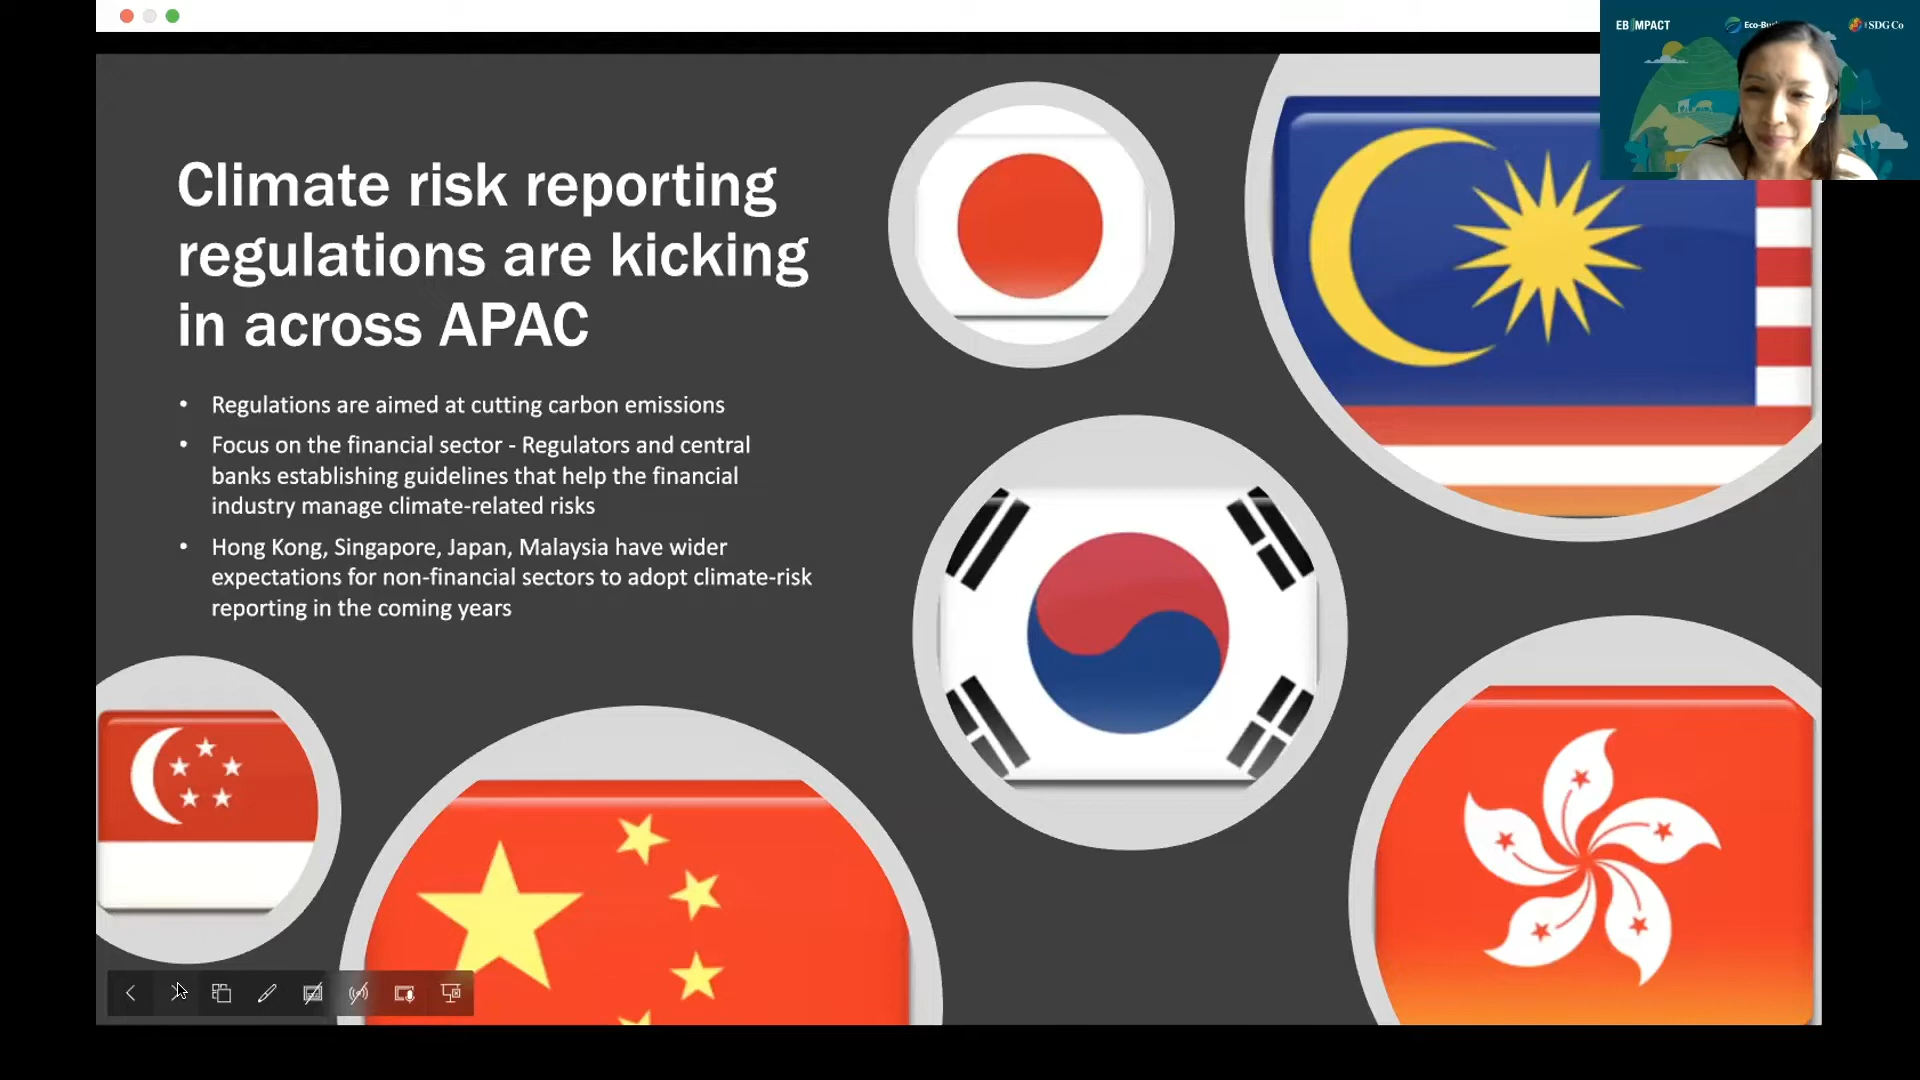 EB IMPACT
SDG Co
Climate risk reporting
regulations are kicking
in across APAC
• Regulations are aimed at cutting carbon emissions
• Focus on the financial sector - Regulators and central
banks establishing guidelines that help the financial
industry manage climate-related risks
• Hong Kong, Singapore, Japan, Malaysia have wider
expectations for non-financial sectors to adopt climate-risk
reporting in the coming years